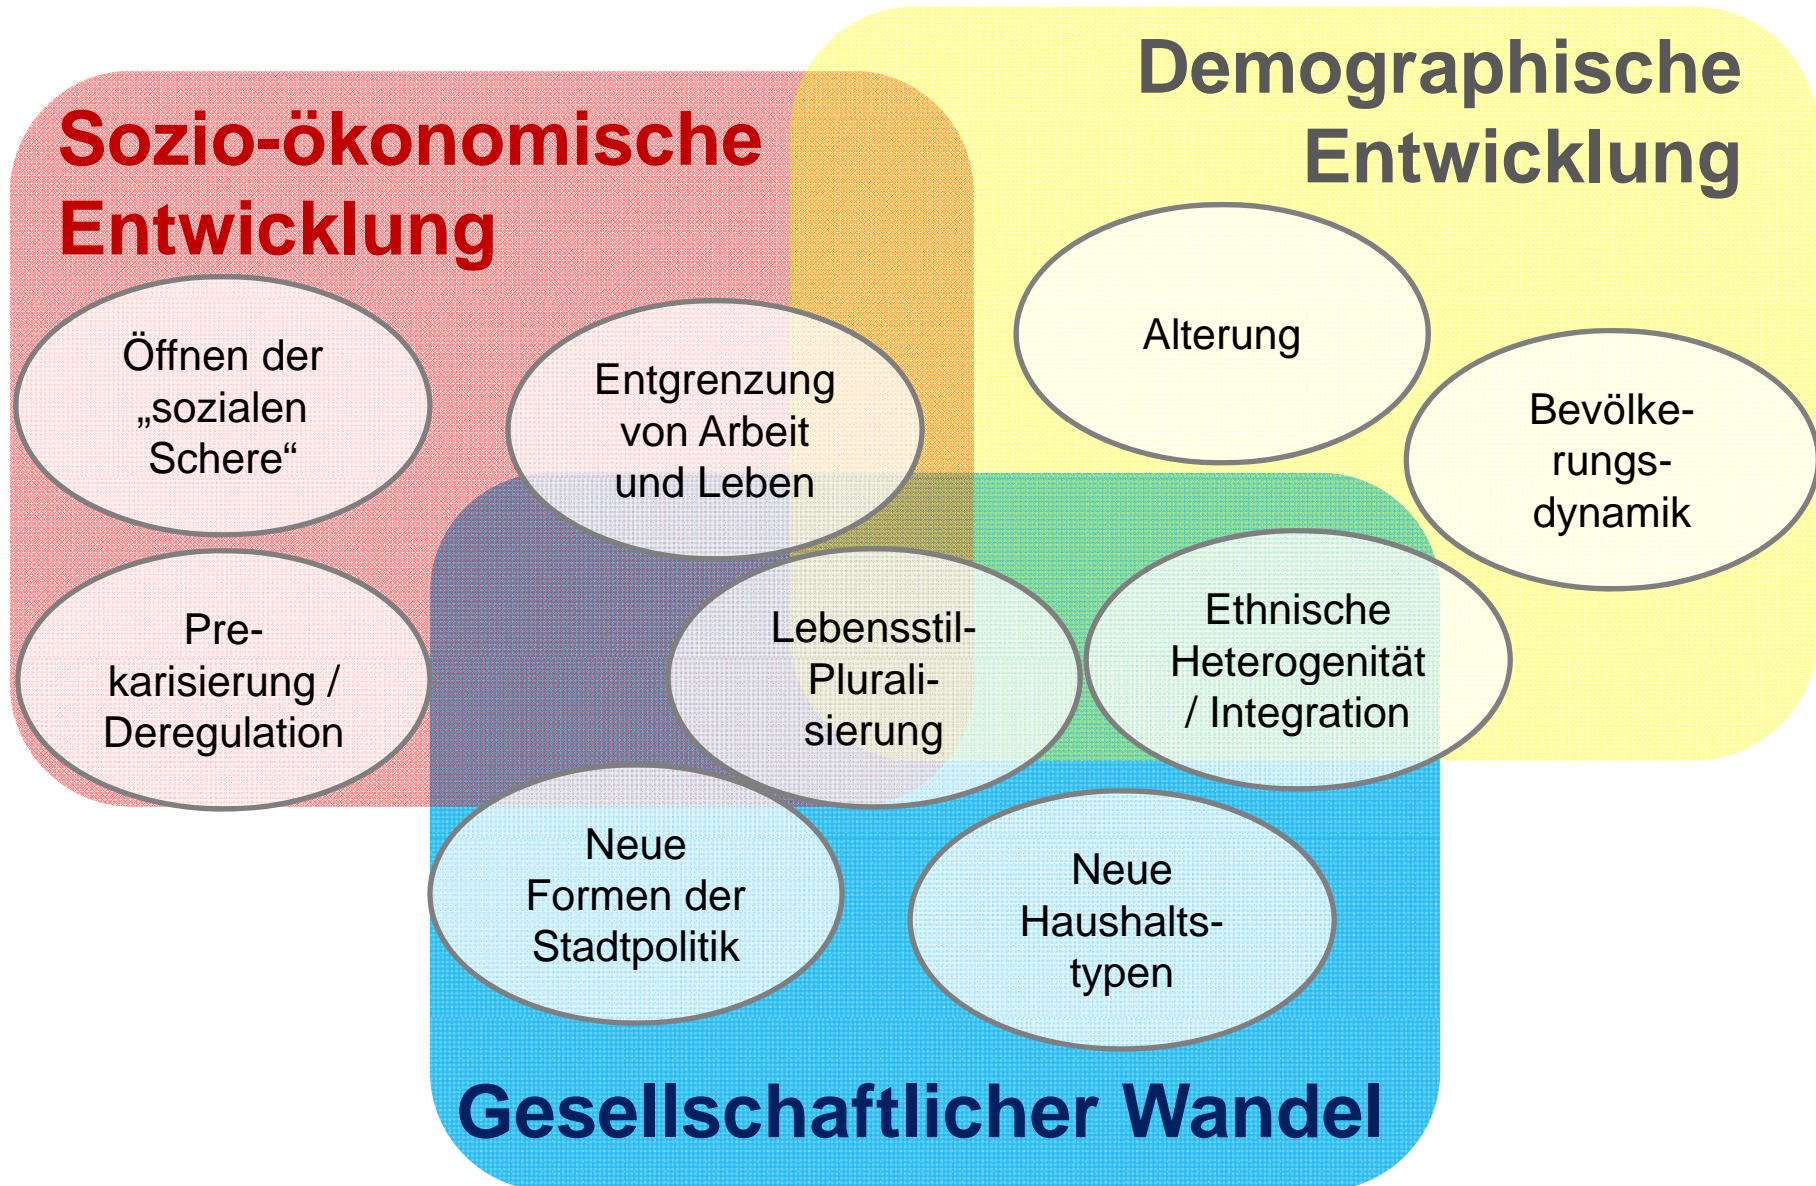 Sozio-ökonomische
Entwicklung
Demographische
Entwicklung
Öffnen der
„sozialen
Schere“
Entgrenzung
von Arbeit
und Leben
Alterung
Bevölke-
rungs-
dynamik
Pre-
karisierung /
Deregulation
Lebensstil-
Plurali-
sierung
Ethnische
Heterogenität
/ Integration
Neue
Formen der
Stadtpolitik
Neue
Haushalts-
typen
Gesellschaftlicher Wandel